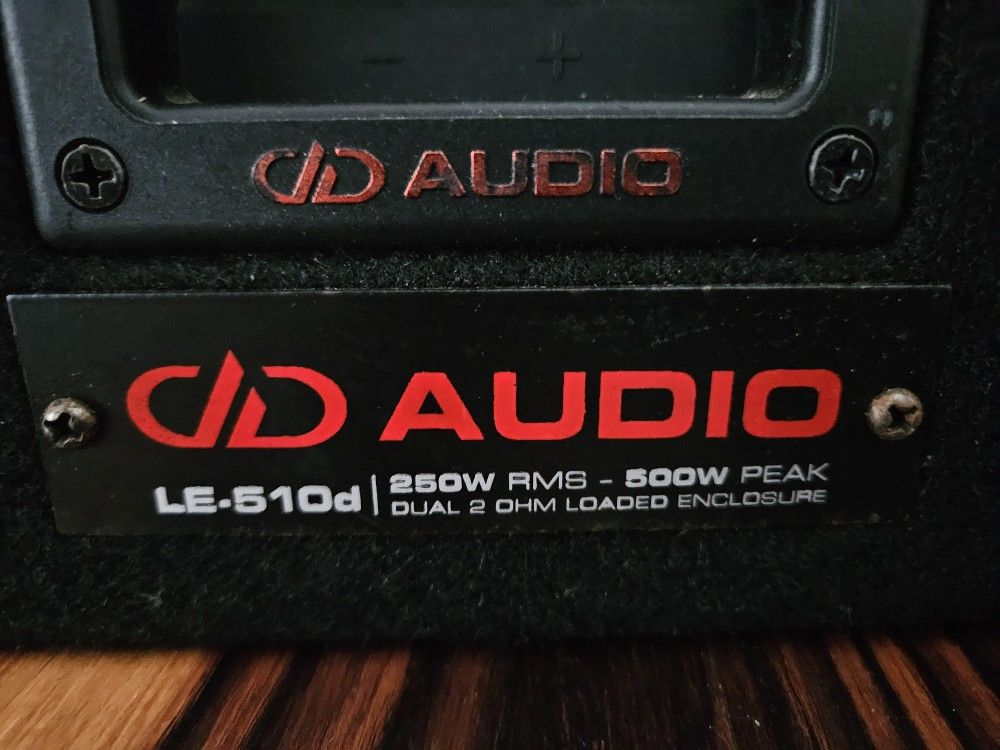 - +
DD AUDIO
DD AUDIO
LE-510d | 250W RMS - 500W PEAK
DUAL 2 OHM LOADED ENCLOSURE